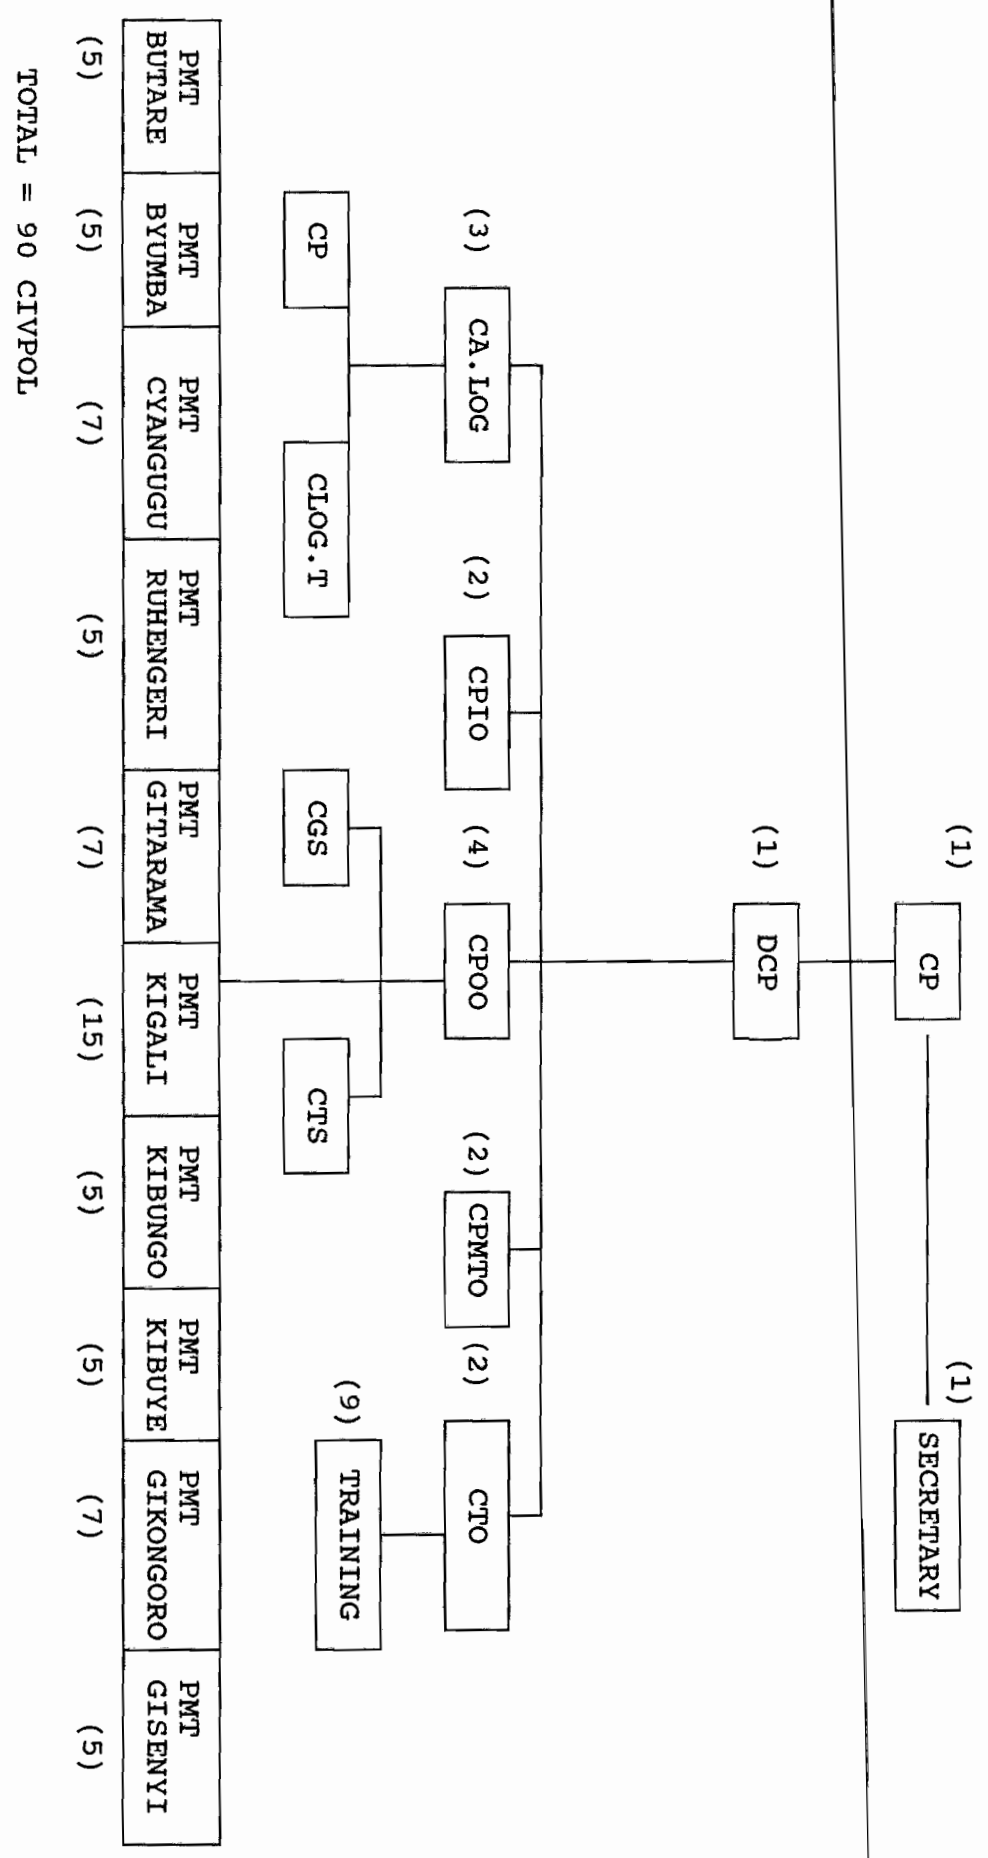 (1) (1)
CP SECRETARY
(1)
DCP
(3) (2) (4) (2) (2)
CA.LOG CPIO CPOO CPMTO CTO
(9)
CP CLOG.T CGS CTS TRAINING
PMT PMT PMT PMT PMT PMT PMT PMT PMT PMT
BUTARE BYUMBA CYANGUGU RUHENGERI GITARAMA KIGALI KIBUNGO KIBUYE GIKONGORO GISENYI
(5) (5) (7) (5) (7) (15) (5) (5) (7) (5)
TOTAL = 90 CIVPOL